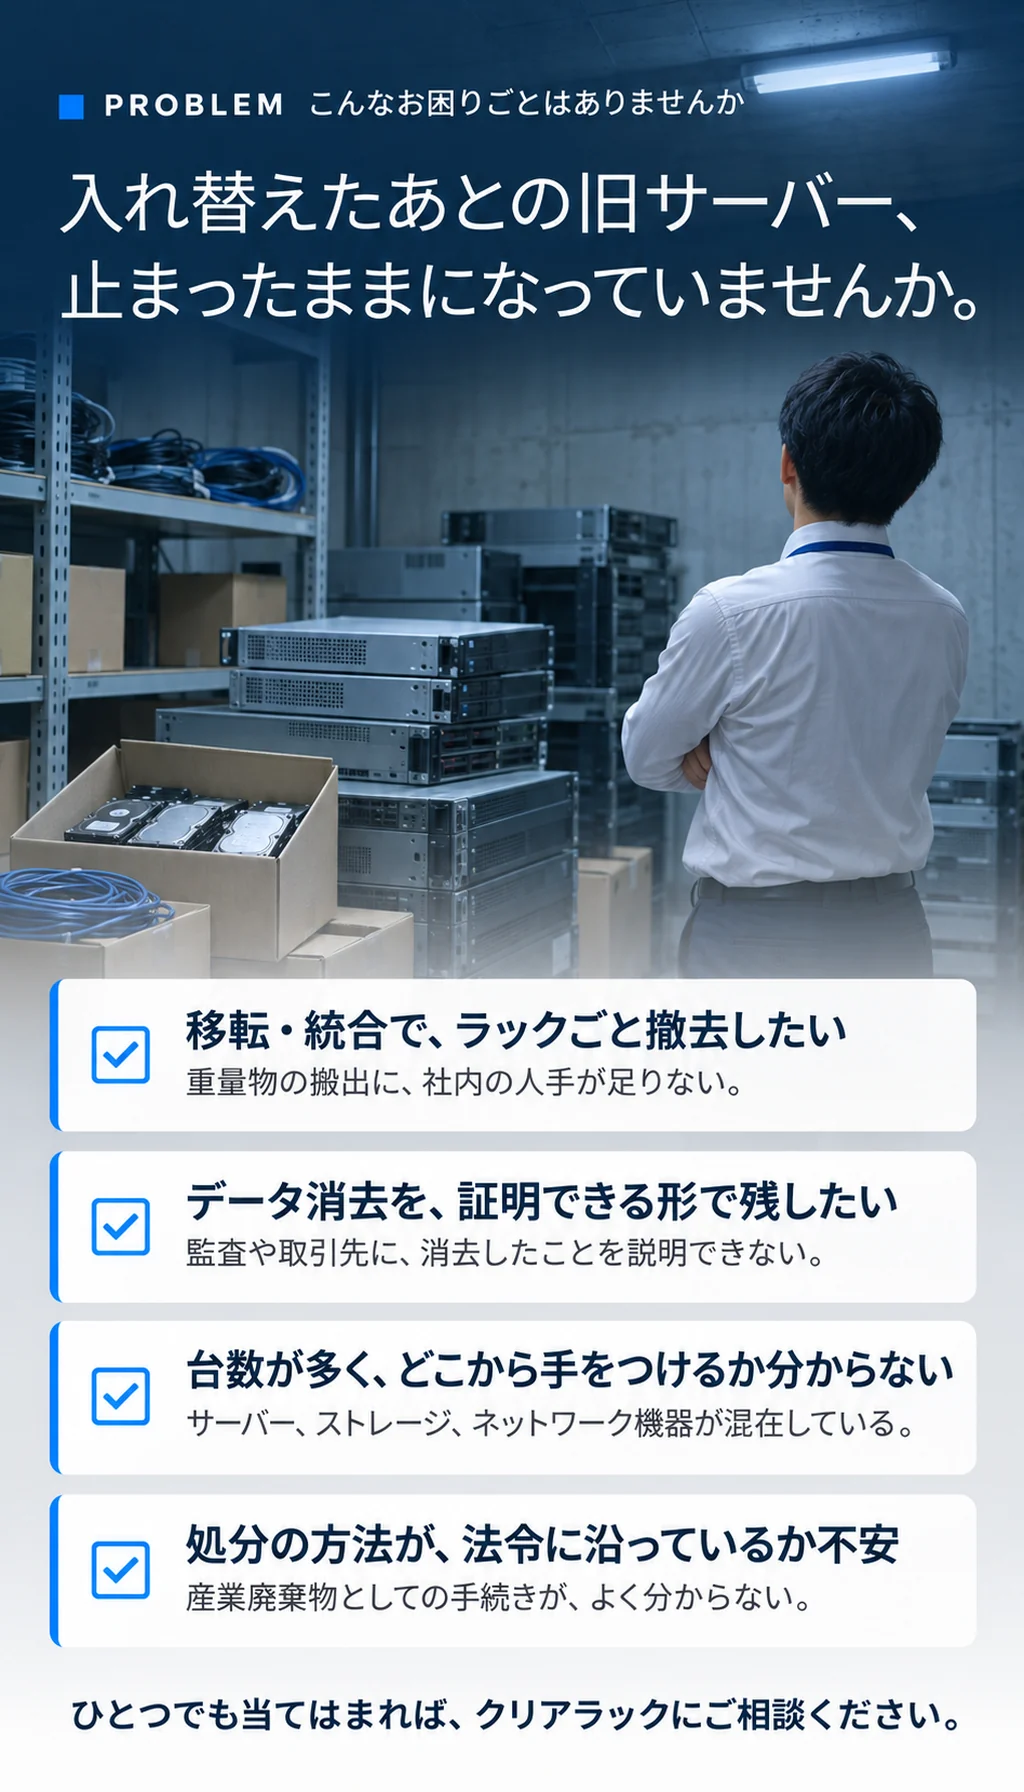 PROBLEM こんなお困りごとはありませんか
入れ替えたあとの旧サーバー、
止まったままになっていませんか。
移転・統合で、ラックごと撤去したい
重量物の搬出に、社内の人手が足りない。
データ消去を、証明できる形で残したい
監査や取引先に、消去したことを説明できない。
台数が多く、どこから手をつけるか分からない
サーバー、ストレージ、ネットワーク機器が混在している。
処分の方法が、法令に沿っているか不安
産業廃棄物としての手続きが、よく分からない。
ひとつでも当てはまれば、クリアラックにご相談ください。